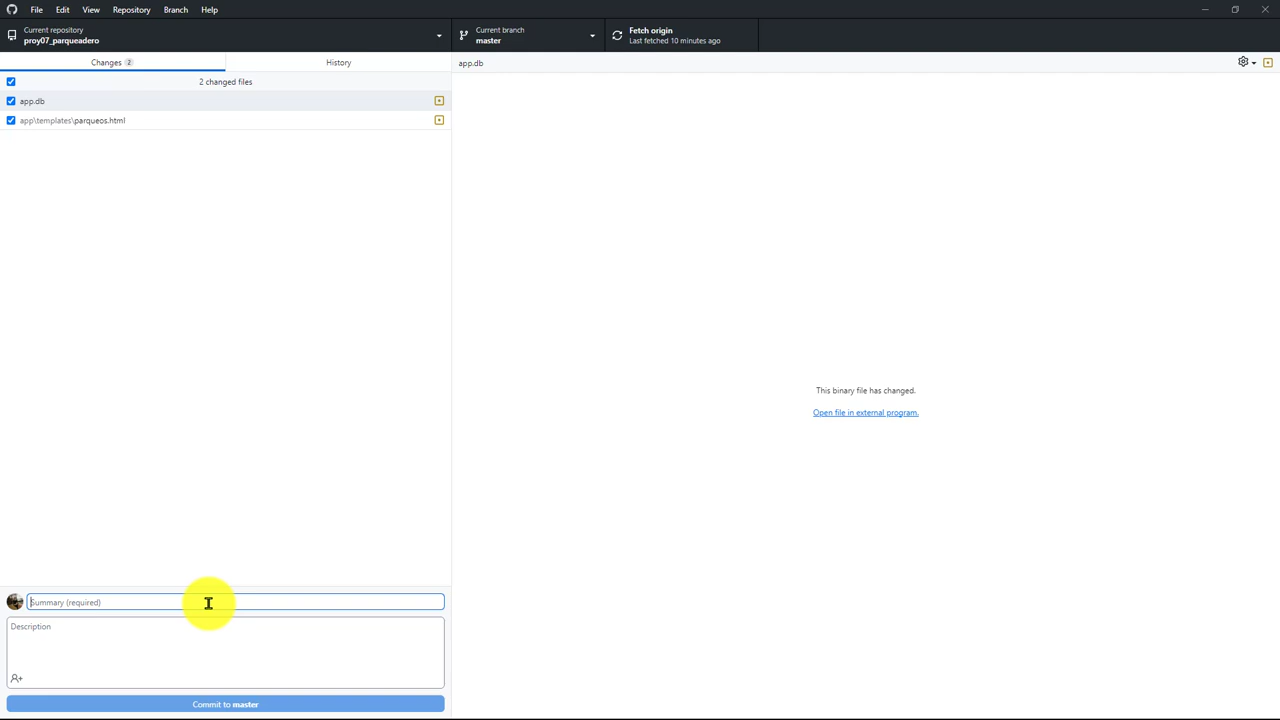 File Edit View Repository Branch Help
Current repository
proy07_parqueadero
Current branch
master
Fetch origin
Last fetched 10 minutes ago
Changes 2
History
2 changed files
app.db
app\templates\parqueos.html
app.db
This binary file has changed.
Open file in external program.
Summary (required)
Description
Commit to master